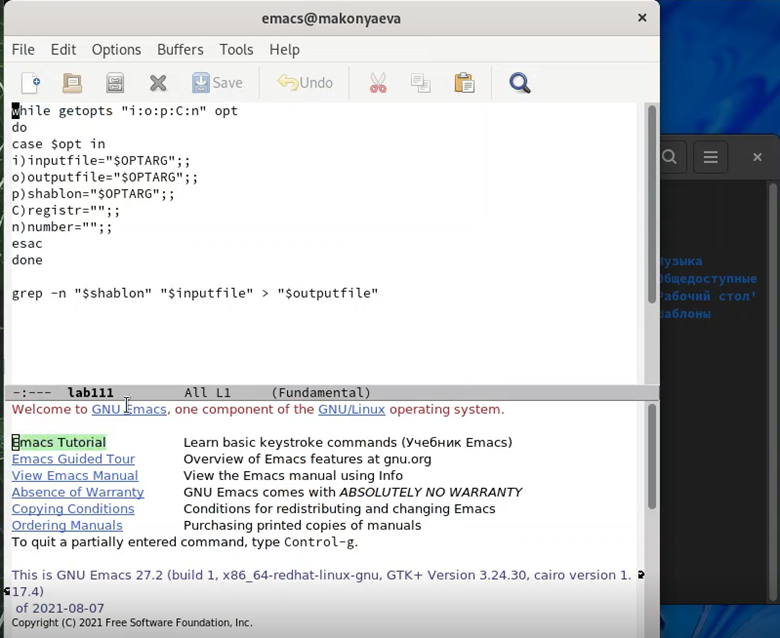 emacs@makonyaeva
File Edit Options Buffers Tools Help
Save Undo
while getopts "i:o:p:C:n" opt
do
case $opt in
i)inputfile="$OPTARG";;
o)outputfile="$OPTARG";;
p)shablon="$OPTARG";;
C)registr="";;
n)number="";;
esac
done
grep -n "$shablon" "$inputfile" > "$outputfile"
-:--- lab111 All L1 (Fundamental)
Welcome to GNU Emacs, one component of the GNU/Linux operating system.
Emacs Tutorial Learn basic keystroke commands (Учебник Emacs)
Emacs Guided Tour Overview of Emacs features at gnu.org
View Emacs Manual View the Emacs manual using Info
Absence of Warranty GNU Emacs comes with ABSOLUTELY NO WARRANTY
Copying Conditions Conditions for redistributing and changing Emacs
Ordering Manuals Purchasing printed copies of manuals
To quit a partially entered command, type Control-g.
This is GNU Emacs 27.2 (build 1, x86_64-redhat-linux-gnu, GTK+ Version 3.24.30, cairo version 1.
17.4)
of 2021-08-07
Copyright (C) 2021 Free Software Foundation, Inc.
Музыка
Общедоступные
Рабочий стол'
Шаблоны